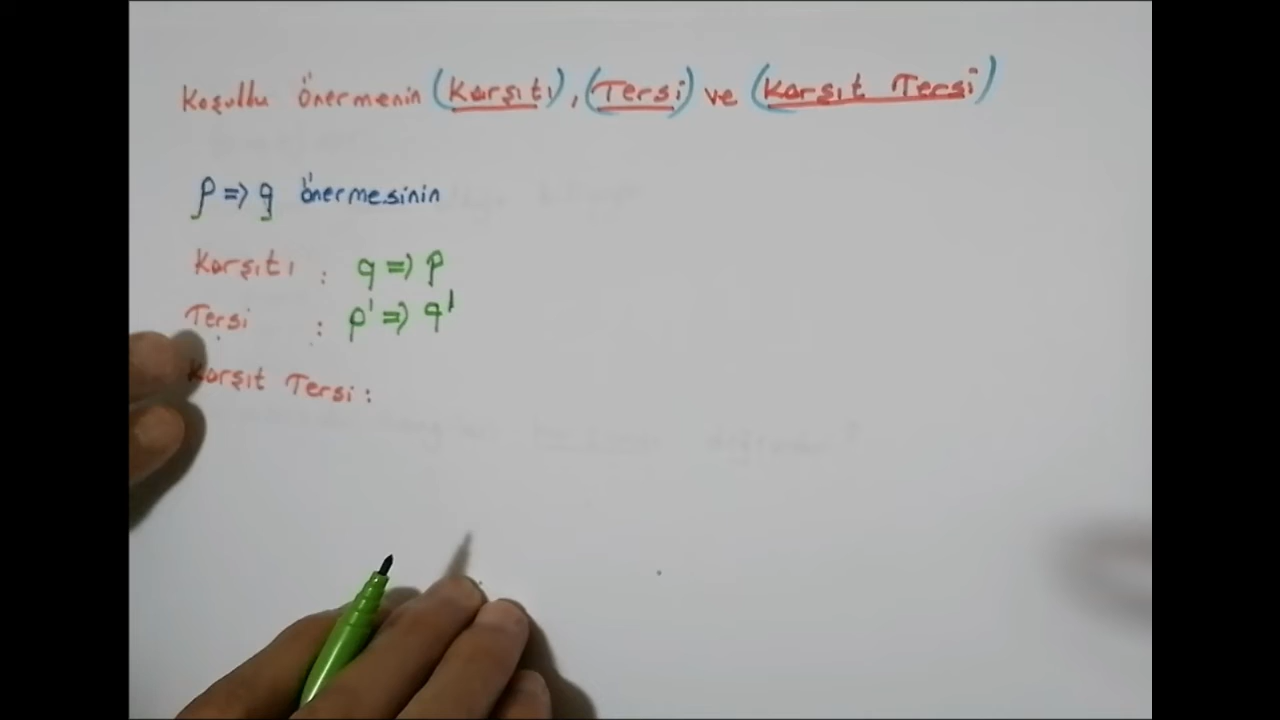 Koşullu önermenin (Karşıtı), (Tersi) ve (Karşıt Tersi)
p => q önermesinin
Karşıtı : q => p
Tersi : p' => q'
Karşıt Tersi: